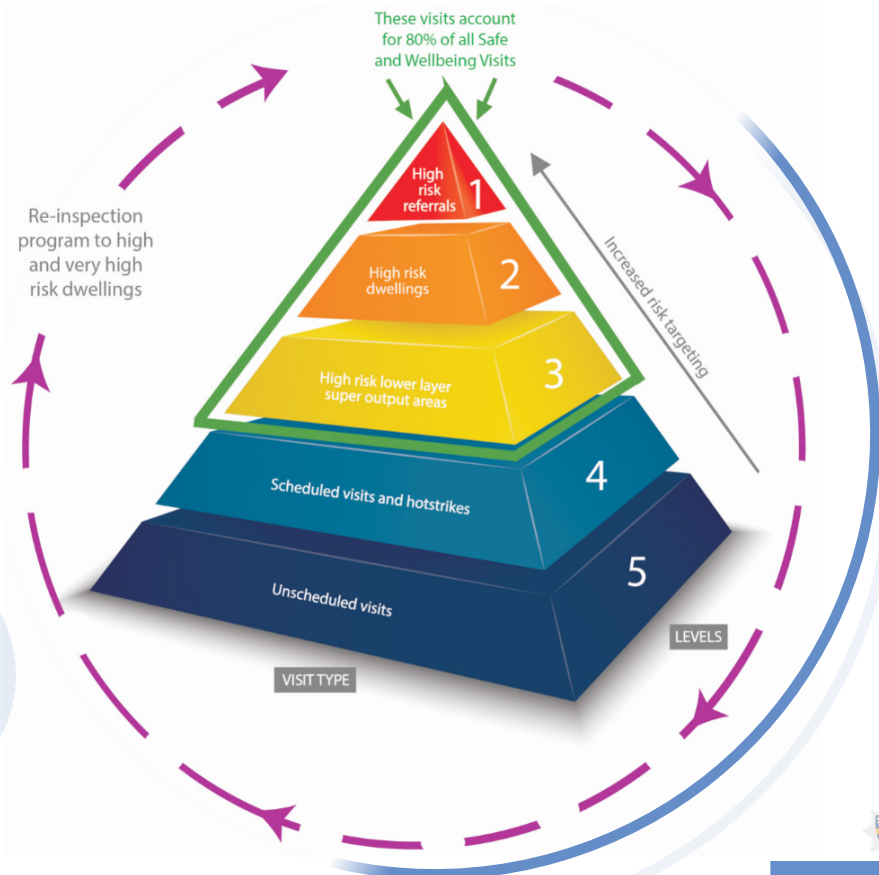 These visits account
for 80% of all Safe
and Wellbeing Visits
High
risk
referrals
1
Re-inspection
program to high
and very high
risk dwellings
High risk
dwellings
2
Increased risk targeting
High risk lower layer
super output areas
3
Scheduled visits and hotstrikes
4
Unscheduled visits
5
LEVELS
VISIT TYPE